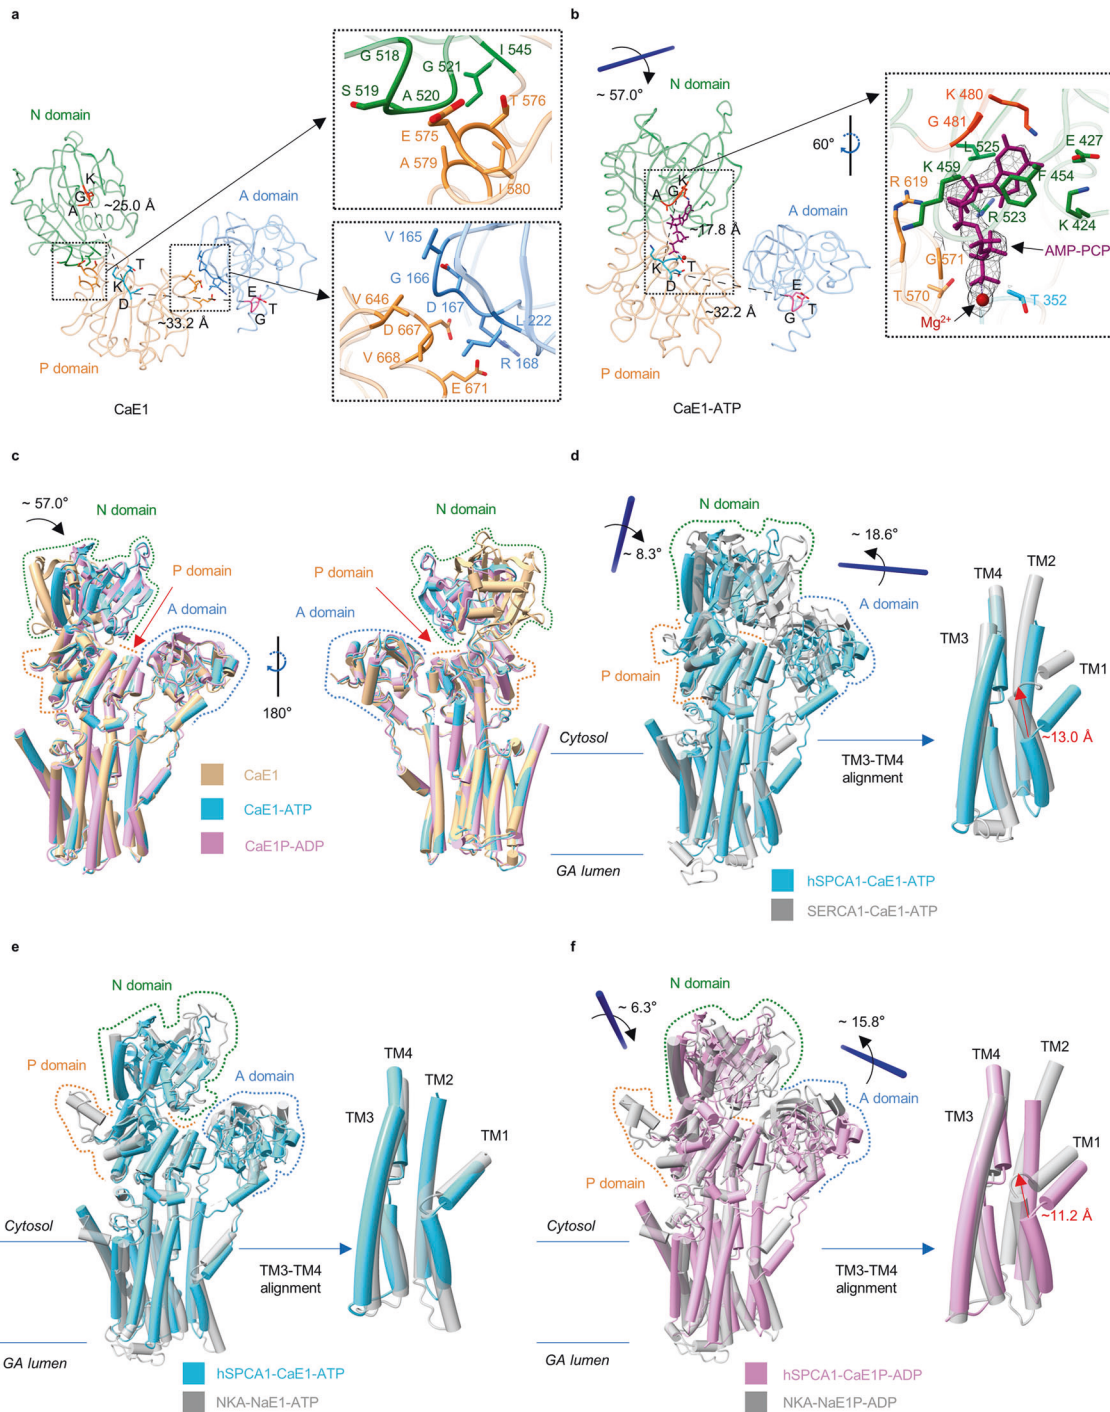 a
G 518
I 545
G 521
S 519
A 520
T 576
E 575
A 579
I 580
N domain
K
G
A
~25.0 Å
A domain
T
K
D
E
T
G
~33.2 Å
P domain
CaE1
V 165
G 166
V 646
D 167
D 667
L 222
V 668
R 168
E 671
b
~ 57.0°
N domain
60°
K
G
A
~17.8 Å
A domain
T
K
D
E
T
G
~32.2 Å
P domain
CaE1-ATP
K 480
G 481
L 525
E 427
K 459
F 454
R 619
R 523
K 424
AMP-PCP
G 571
T 570
T 352
Mg²⁺
c
~ 57.0°
N domain
P domain
A domain
180°
N domain
P domain
A domain
CaE1
CaE1-ATP
CaE1P-ADP
d
N domain
~ 8.3°
~ 18.6°
A domain
P domain
Cytosol
GA lumen
TM3-TM4
alignment
TM2
TM4
TM3
TM1
~13.0 Å
hSPCA1-CaE1-ATP
SERCA1-CaE1-ATP
e
N domain
P domain
A domain
Cytosol
GA lumen
TM3-TM4
alignment
TM4
TM2
TM3
TM1
hSPCA1-CaE1-ATP
NKA-NaE1-ATP
f
~ 6.3°
N domain
~ 15.8°
A domain
P domain
Cytosol
GA lumen
TM3-TM4
alignment
TM4
TM2
TM3
TM1
~11.2 Å
hSPCA1-CaE1P-ADP
NKA-NaE1P-ADP